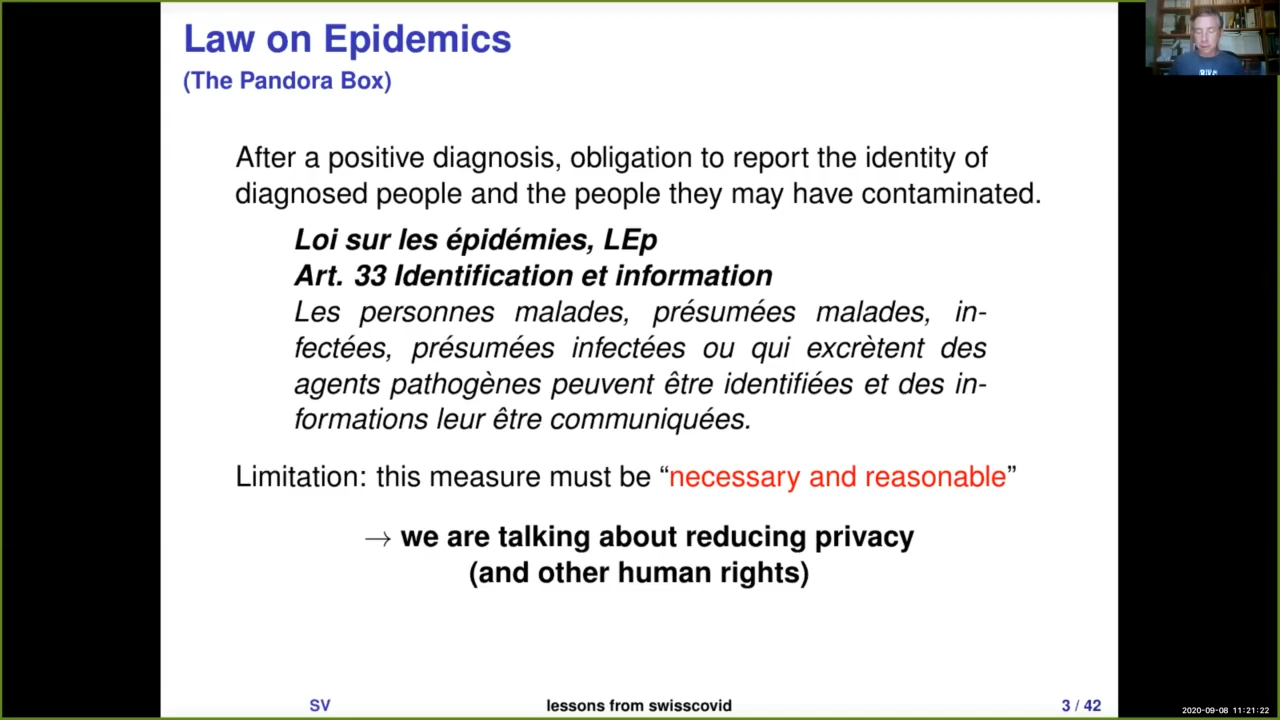 Law on Epidemics
(The Pandora Box)
After a positive diagnosis, obligation to report the identity of
diagnosed people and the people they may have contaminated.
Loi sur les épidémies, LEp
Art. 33 Identification et information
Les personnes malades, présumées malades, in-
fectées, présumées infectées ou qui excrètent des
agents pathogènes peuvent être identifiées et des in-
formations leur être communiquées.
Limitation: this measure must be “necessary and reasonable”
→ we are talking about reducing privacy
(and other human rights)
SV lessons from swisscovid 3 / 42
2020-09-08 11:21:22